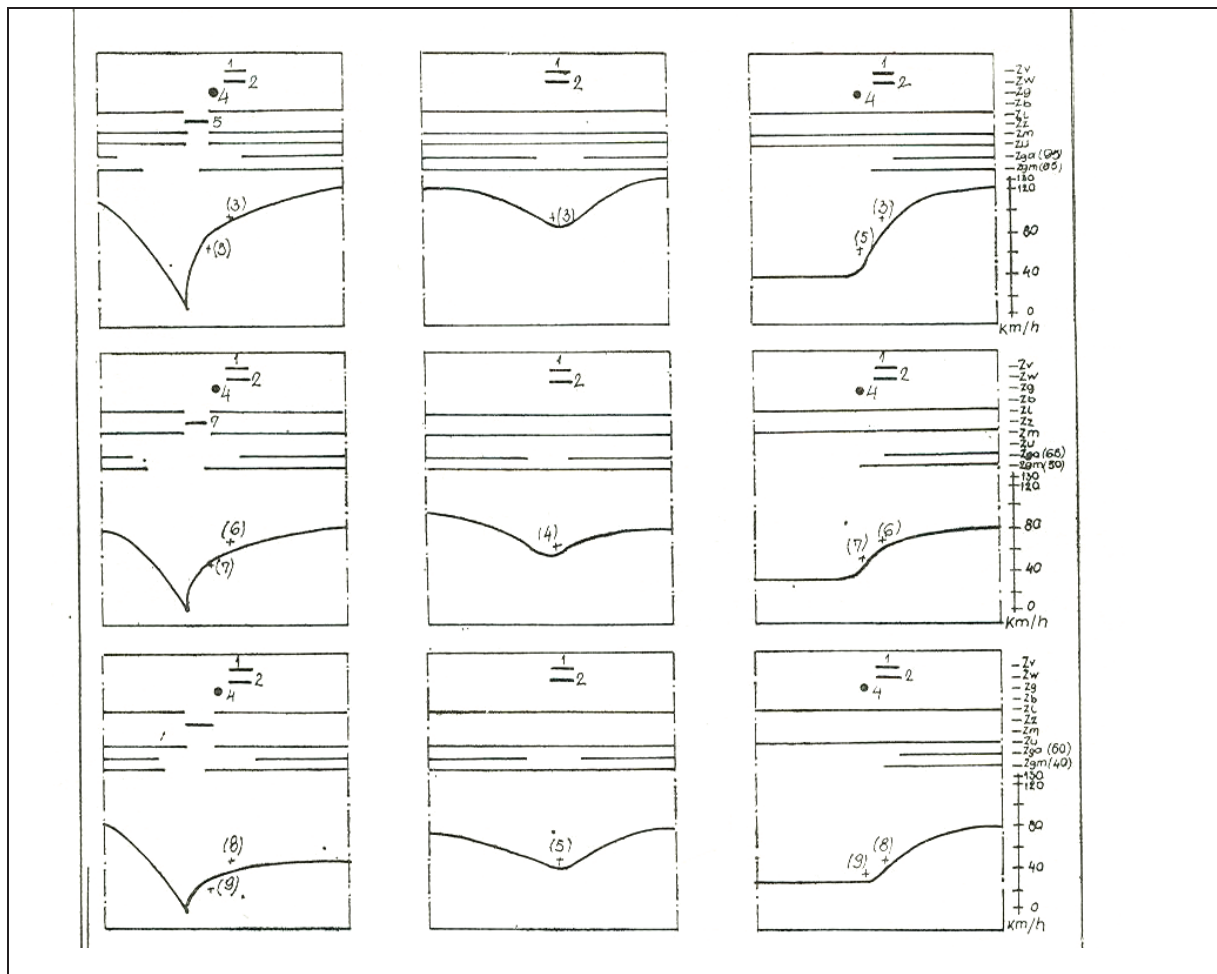 1 1 1
2 2 2
4 4
5
-Zv
-Zw
-Zg
-Zb
-Zl
-Zz
-Zm
-Zu
-Zga (95)
-Zgm (85)
130
120
80
40
0
Km/h
(3) +(3) (3)
+(5) (5)
1 1 1
2 2 2
4 4
7
-Zv
-Zw
-Zg
-Zb
-Zl
-Zz
-Zm
-Zu
-Zga (65)
-Zgm (50)
130
120
80
40
0
Km/h
(6) (4) (6)
+(7) (7)
1 1 1
2 2 2
4 4
-Zv
-Zw
-Zg
-Zb
-Zl
-Zz
-Zm
-Zu
-Zga (60)
-Zgm (40)
130
120
80
40
0
Km/h
(8) (5) (8)
+(9) (9)